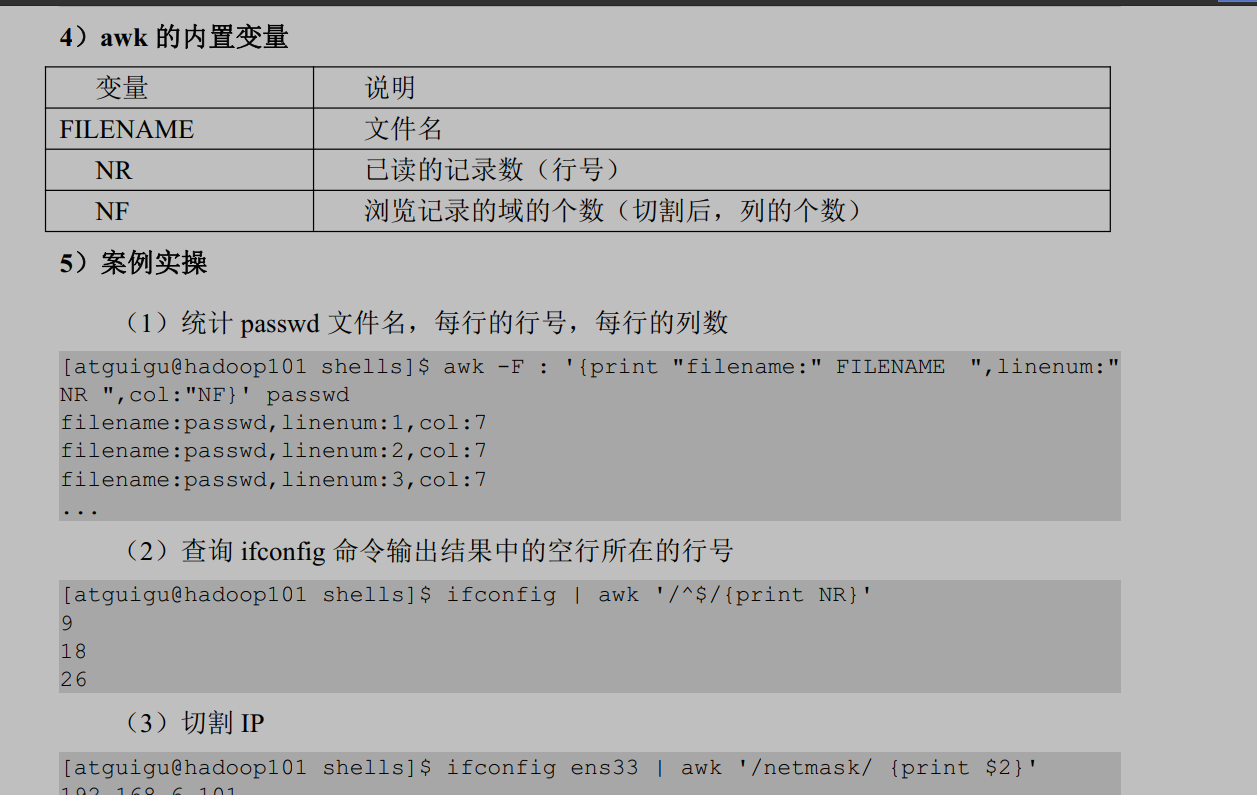 4）awk 的内置变量
变量 说明
FILENAME 文件名
NR 已读的记录数（行号）
NF 浏览记录的域的个数（切割后，列的个数）
5）案例实操
（1）统计 passwd 文件名，每行的行号，每行的列数
[atguigu@hadoop101 shells]$ awk -F : '{print "filename:" FILENAME  ",linenum:"
NR ",col:"NF}' passwd
filename:passwd,linenum:1,col:7
filename:passwd,linenum:2,col:7
filename:passwd,linenum:3,col:7
...
（2）查询 ifconfig 命令输出结果中的空行所在的行号
[atguigu@hadoop101 shells]$ ifconfig | awk '/^$/{print NR}'
9
18
26
（3）切割 IP
[atguigu@hadoop101 shells]$ ifconfig ens33 | awk '/netmask/ {print $2}'
192.168.6.101